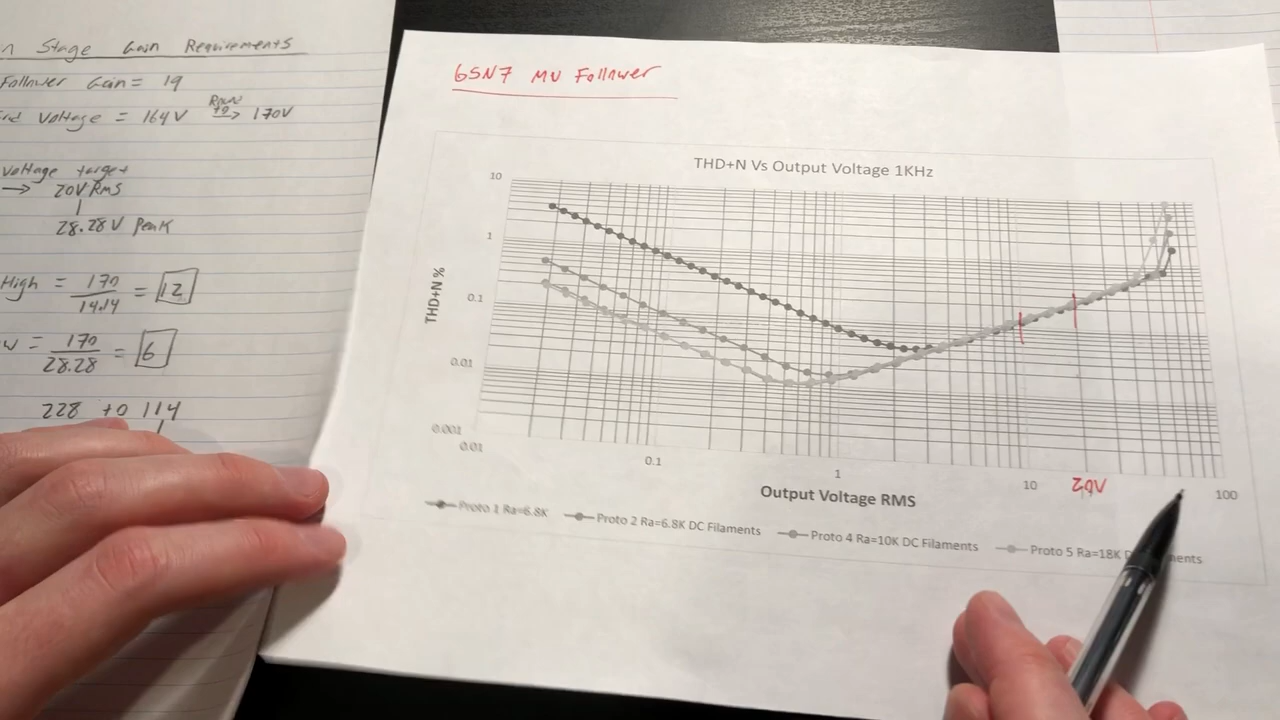 Stage Gain Requirements
Follower Gain = 19
Voltage = 164V Round to → 170V
Voltage target
→ 20V RMS
28.28V Peak
High = 170/14.14 = 12
= 170/28.28 = 6
228 to 114
6SN7 MU Follower
THD+N Vs Output Voltage 1KHz
10
1
0.1
0.01
0.001
THD+N %
0.01
0.1
1
10
20V
100
Output Voltage RMS
Proto 1 Ra=6.8K
Proto 2 Ra=6.8K DC Filaments
Proto 4 Ra=10K DC Filaments
Proto 5 Ra=18K